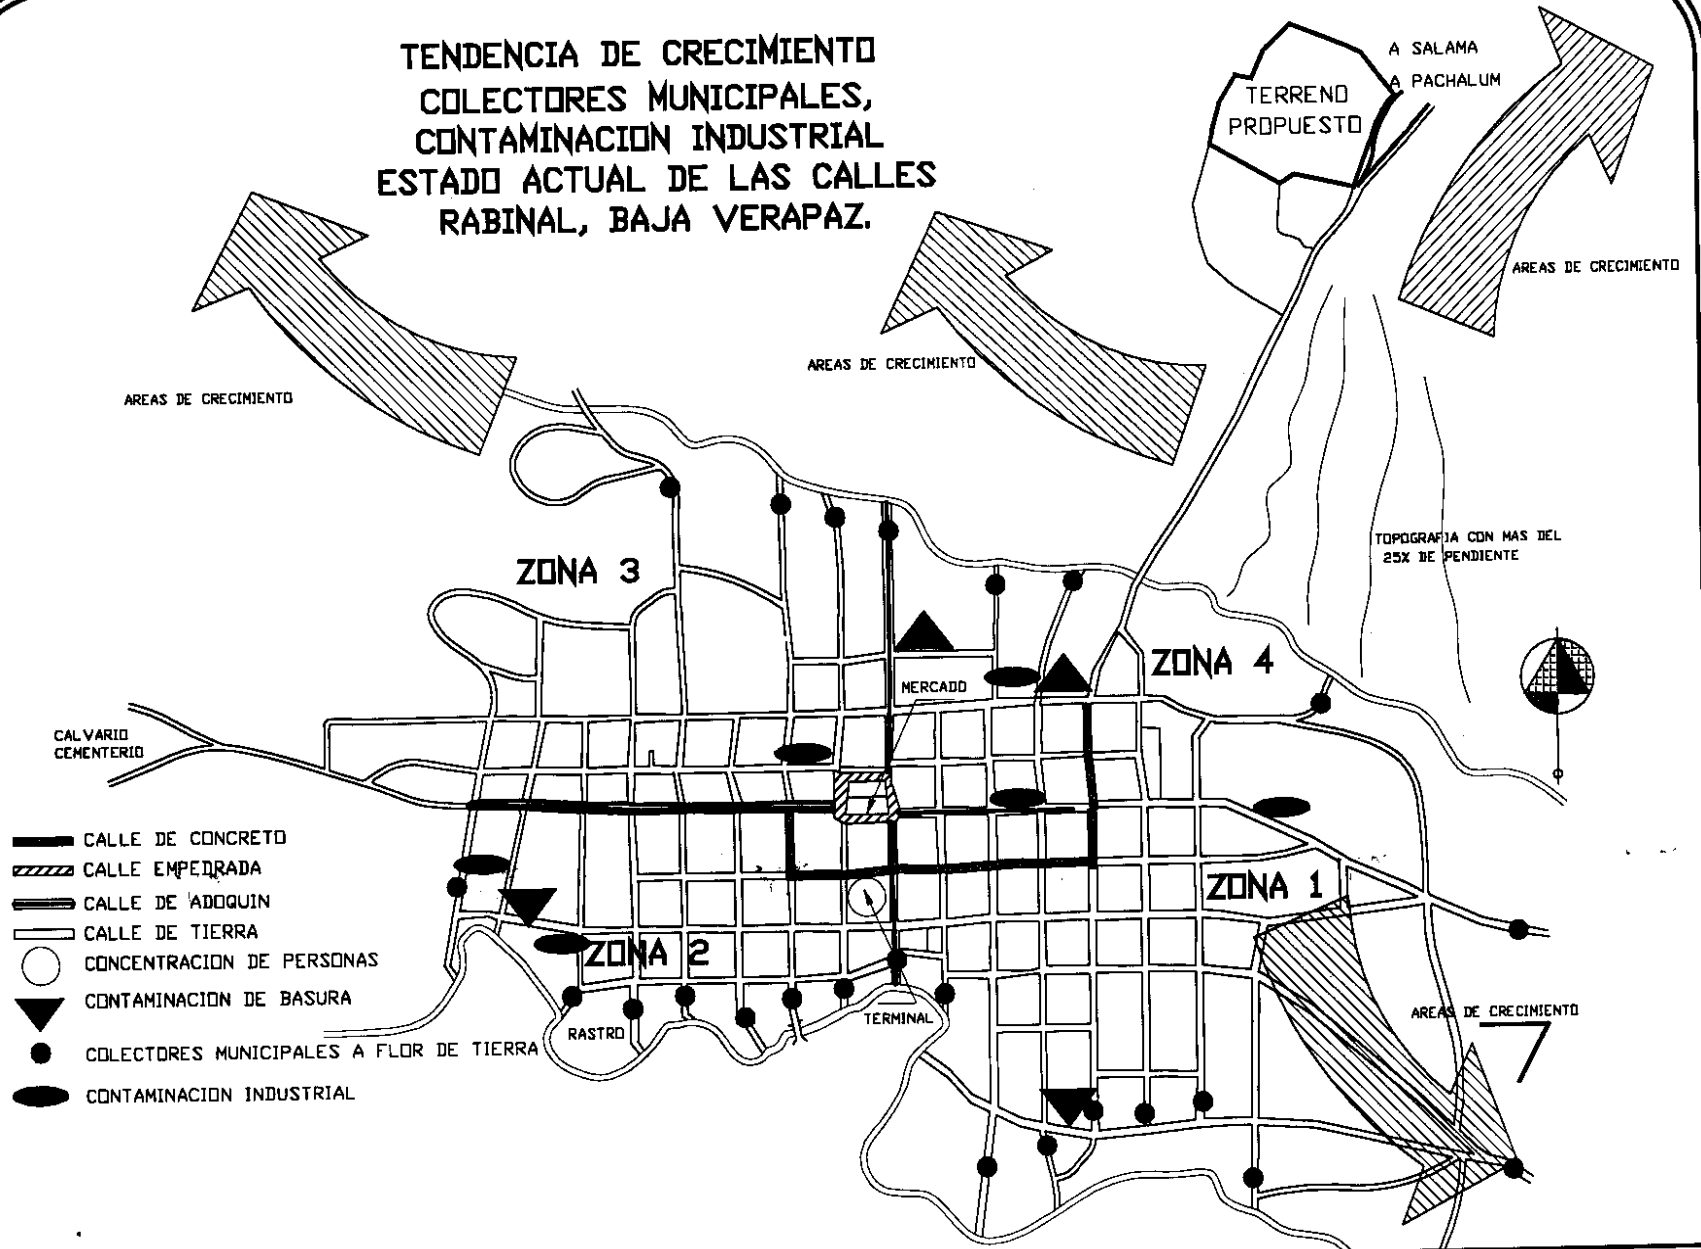 TENDENCIA DE CRECIMIENTO
COLECTORES MUNICIPALES,
CONTAMINACION INDUSTRIAL
ESTADO ACTUAL DE LAS CALLES
RABINAL, BAJA VERAPAZ.
A SALAMA
A PACHALUM
TERRENO
PROPUESTO
AREAS DE CRECIMIENTO
AREAS DE CRECIMIENTO
AREAS DE CRECIMIENTO
TOPOGRAFIA CON MAS DEL
25% DE PENDIENTE
ZONA 3
ZONA 4
MERCADO
CALVARIO
CEMENTERIO
ZONA 1
ZONA 2
CALLE DE CONCRETO
CALLE EMPEDRADA
CALLE DE ADOQUIN
CALLE DE TIERRA
CONCENTRACION DE PERSONAS
CONTAMINACION DE BASURA
COLECTORES MUNICIPALES A FLOR DE TIERRA
CONTAMINACION INDUSTRIAL
RASTRO
TERMINAL
AREAS DE CRECIMIENTO
7